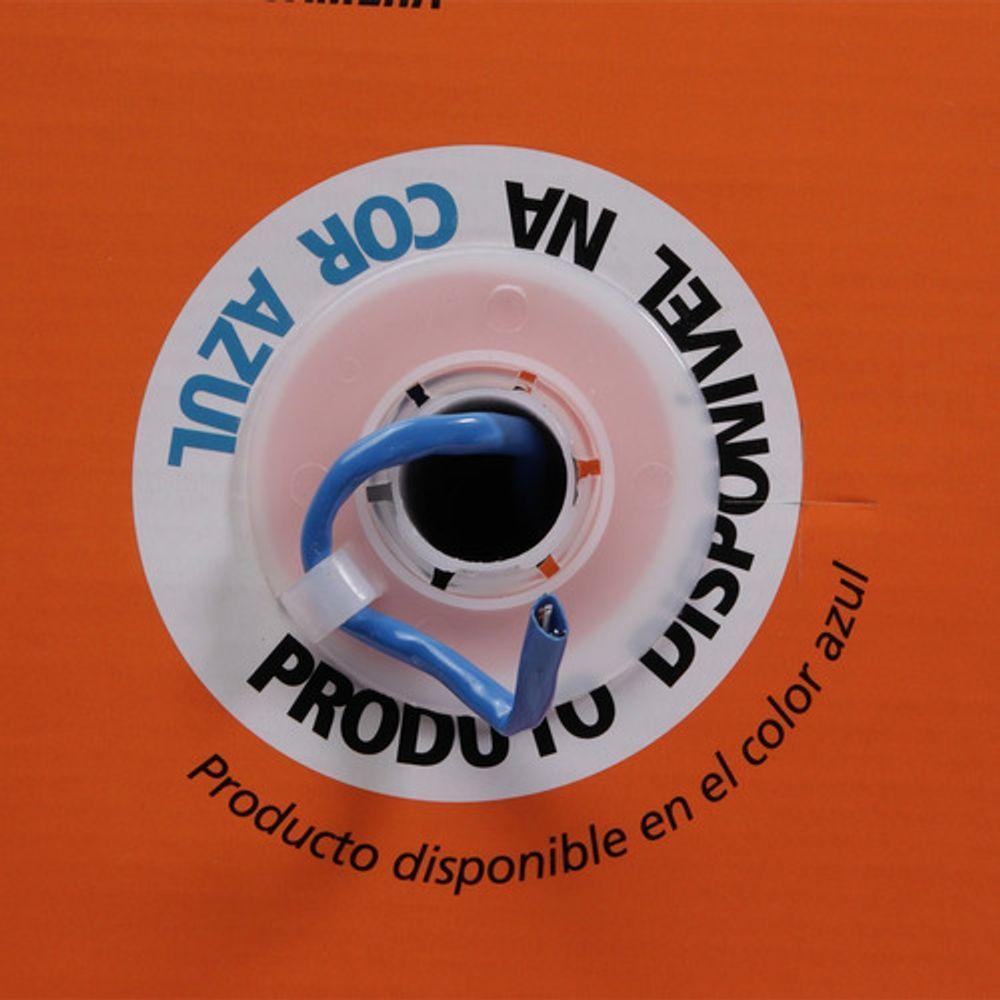 PRODUTO DISPONIVEL NA COR AZUL
Producto disponible en el color azul